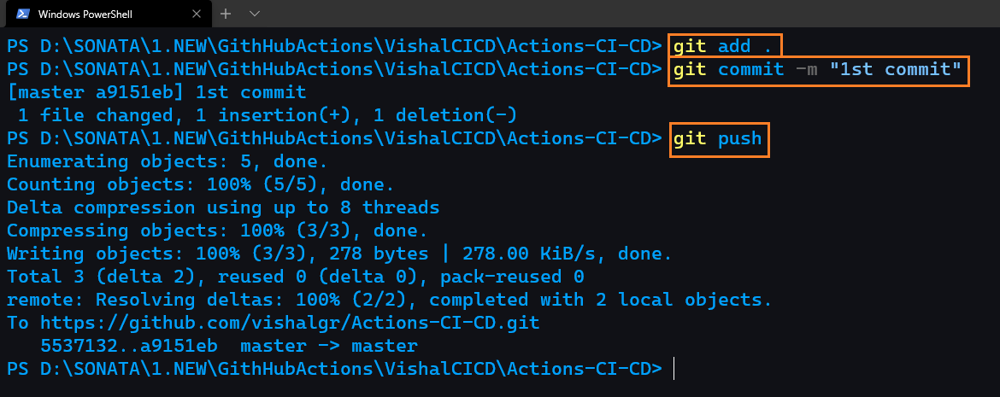 Windows PowerShell
PS D:\SONATA\1.NEW\GithHubActions\VishalCICD\Actions-CI-CD> git add .
PS D:\SONATA\1.NEW\GithHubActions\VishalCICD\Actions-CI-CD> git commit -m "1st commit"
[master a9151eb] 1st commit
 1 file changed, 1 insertion(+), 1 deletion(-)
PS D:\SONATA\1.NEW\GithHubActions\VishalCICD\Actions-CI-CD> git push
Enumerating objects: 5, done.
Counting objects: 100% (5/5), done.
Delta compression using up to 8 threads
Compressing objects: 100% (3/3), done.
Writing objects: 100% (3/3), 278 bytes | 278.00 KiB/s, done.
Total 3 (delta 2), reused 0 (delta 0), pack-reused 0
remote: Resolving deltas: 100% (2/2), completed with 2 local objects.
To https://github.com/vishalgr/Actions-CI-CD.git
   5537132..a9151eb  master -> master
PS D:\SONATA\1.NEW\GithHubActions\VishalCICD\Actions-CI-CD>